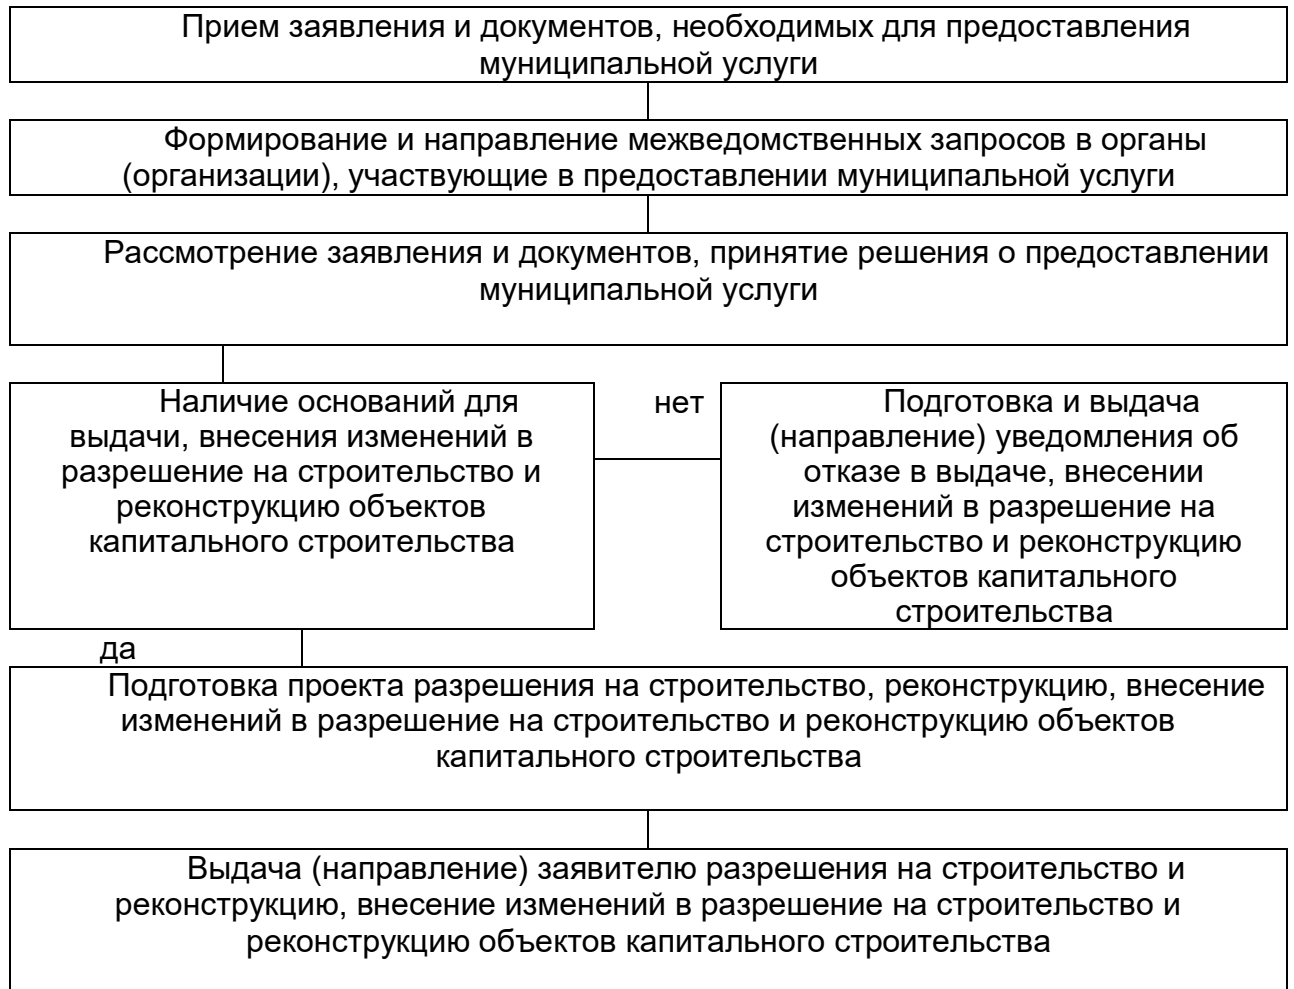 Прием заявления и документов, необходимых для предоставления
муниципальной услуги
Формирование и направление межведомственных запросов в органы
(организации), участвующие в предоставлении муниципальной услуги
Рассмотрение заявления и документов, принятие решения о предоставлении
муниципальной услуги
Наличие оснований для
выдачи, внесения изменений в
разрешение на строительство и
реконструкцию объектов
капитального строительства
нет
Подготовка и выдача
(направление) уведомления об
отказе в выдаче, внесении
изменений в разрешение на
строительство и реконструкцию
объектов капитального
строительства
да
Подготовка проекта разрешения на строительство, реконструкцию, внесение
изменений в разрешение на строительство и реконструкцию объектов
капитального строительства
Выдача (направление) заявителю разрешения на строительство и
реконструкцию, внесение изменений в разрешение на строительство и
реконструкцию объектов капитального строительства